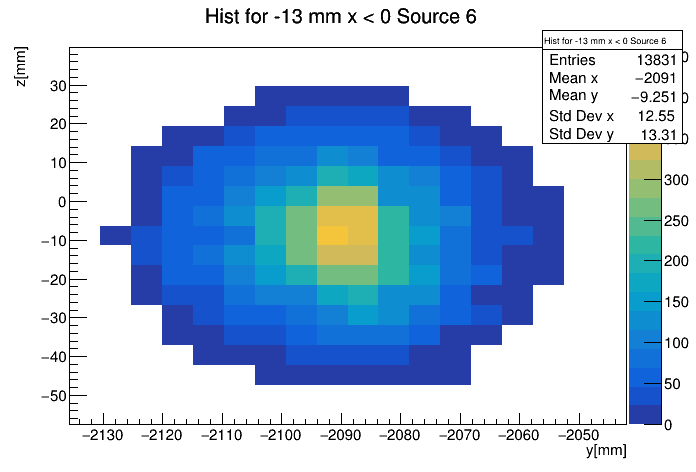 Hist for -13 mm x < 0 Source 6
z[mm]
Hist for -13 mm x < 0 Source 6
Entries 13831
Mean x −2091
Mean y −9.251
Std Dev x 12.55
Std Dev y 13.31
30
20
10
0
−10
−20
−30
−40
−50
−2130 −2120 −2110 −2100 −2090 −2080 −2070 −2060 −2050
y[mm]
300
250
200
150
100
50
0